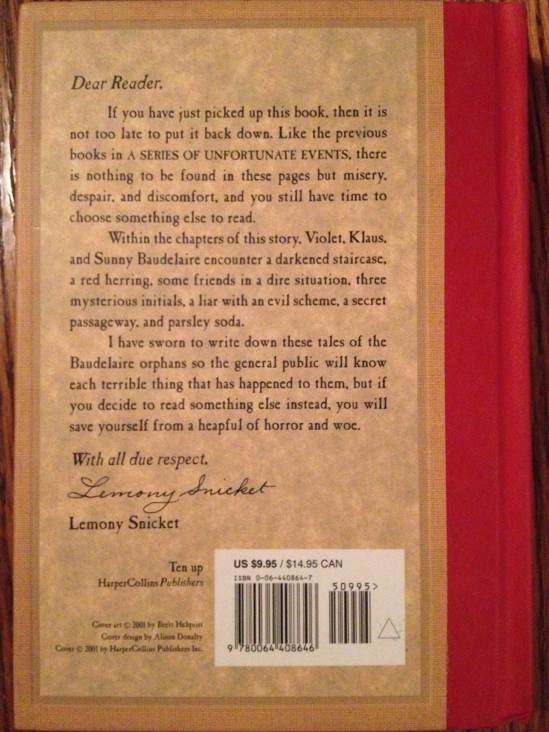 Dear Reader,
If you have just picked up this book, then it is
not too late to put it back down. Like the previous
books in A SERIES OF UNFORTUNATE EVENTS, there
is nothing to be found in these pages but misery,
despair, and discomfort, and you still have time to
choose something else to read.
Within the chapters of this story, Violet, Klaus,
and Sunny Baudelaire encounter a darkened staircase,
a red herring, some friends in a dire situation, three
mysterious initials, a liar with an evil scheme, a secret
passageway, and parsley soda.
I have sworn to write down these tales of the
Baudelaire orphans so the general public will know
each terrible thing that has happened to them, but if
you decide to read something else instead, you will
save yourself from a heapful of horror and woe.
With all due respect,
Lemony Snicket
Lemony Snicket
Ten up
HarperCollinsPublishers
US $9.95 / $14.95 CAN
ISBN 0-06-440864-7
50995>
9 780064 408646
Cover art © 2001 by Brett Helquist
Cover design by Alison Donalty
Cover © 2001 by HarperCollins Publishers Inc.